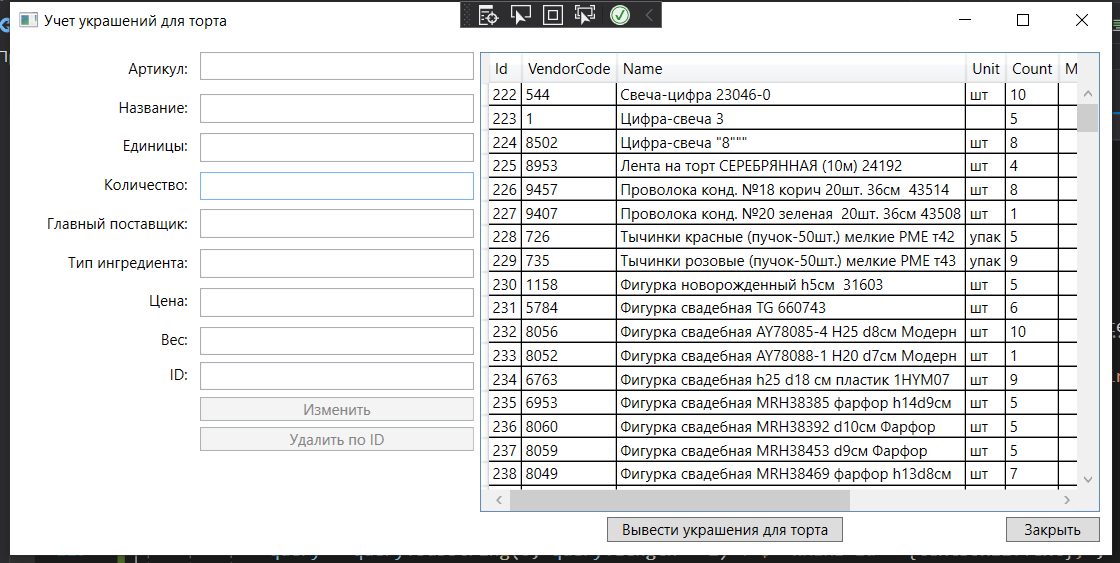 Учет украшений для торта
Артикул:
Название:
Единицы:
Количество:
Главный поставщик:
Тип ингредиента:
Цена:
Вес:
ID:
Изменить
Удалить по ID
Id VendorCode Name Unit Count M
222 544 Свеча-цифра 23046-0 шт 10
223 1 Цифра-свеча 3 5
224 8502 Цифра-свеча "8""" шт 8
225 8953 Лента на торт СЕРЕБРЯННАЯ (10м) 24192 шт 4
226 9457 Проволока конд. №18 корич 20шт. 36см  43514 шт 8
227 9407 Проволока конд. №20 зеленая  20шт. 36см 43508 шт 1
228 726 Тычинки красные (пучок-50шт.) мелкие РМЕ т42 упак 5
229 735 Тычинки розовые (пучок-50шт.) мелкие РМЕ т43 упак 9
230 1158 Фигурка новорожденный h5см  31603 шт 5
231 5784 Фигурка свадебная TG 660743 шт 6
232 8056 Фигурка свадебная AY78085-4 H25 d8см Модерн шт 10
233 8052 Фигурка свадебная AY78088-1 H20 d7см Модерн шт 1
234 6763 Фигурка свадебная h25 d18 см пластик 1HYM07 шт 9
235 6953 Фигурка свадебная MRH38385 фарфор h14d9см шт 5
236 8060 Фигурка свадебная MRH38392 d10см Фарфор шт 5
237 8059 Фигурка свадебная MRH38453 d9см Фарфор шт 5
238 8049 Фигурка свадебная MRH38469 фарфор h13d8см шт 7
Вывести украшения для торта
Закрыть